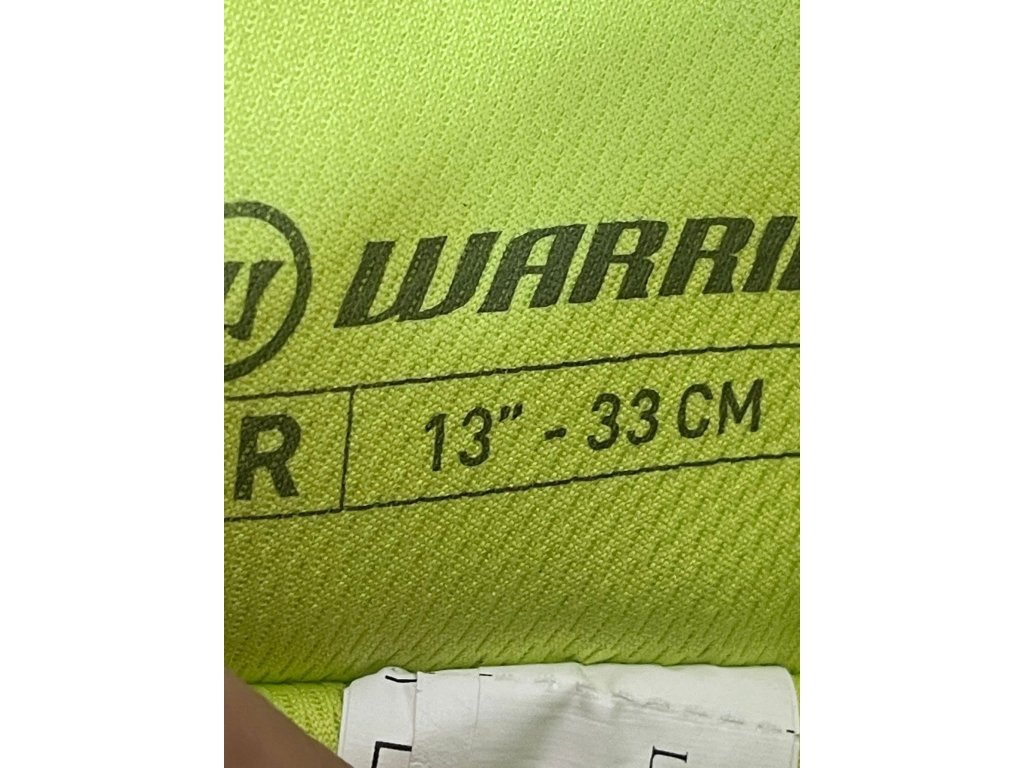 W WARRI
R 13" - 33 CM